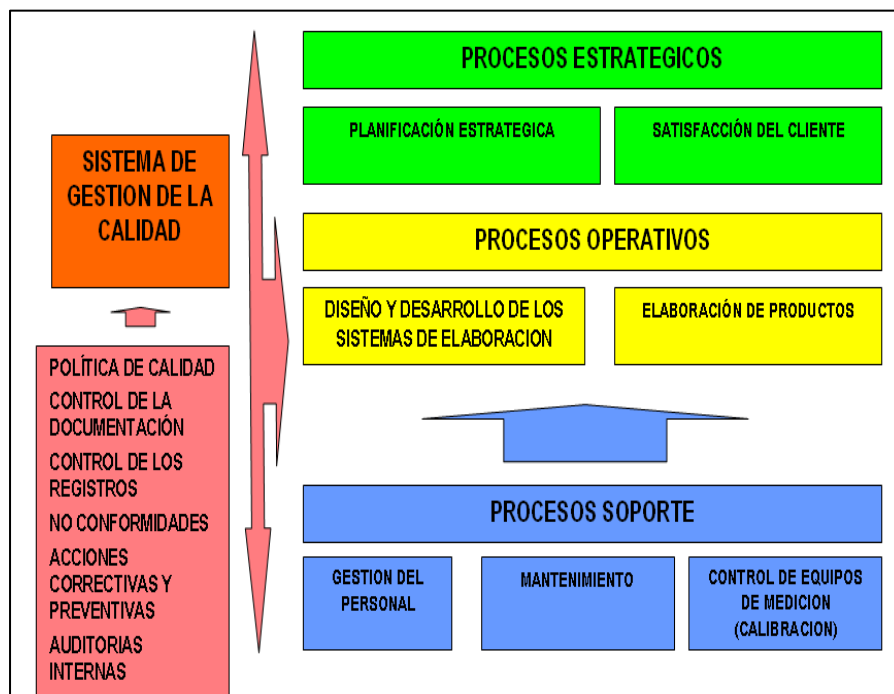 PROCESOS ESTRATEGICOS
PLANIFICACIÓN ESTRATEGICA
SATISFACCIÓN DEL CLIENTE
SISTEMA DE
GESTION DE LA
CALIDAD
PROCESOS OPERATIVOS
DISEÑO Y DESARROLLO DE LOS
SISTEMAS DE ELABORACION
ELABORACIÓN DE PRODUCTOS
POLÍTICA DE CALIDAD
CONTROL DE LA
DOCUMENTACIÓN
CONTROL DE LOS
REGISTROS
NO CONFORMIDADES
ACCIONES
CORRECTIVAS Y
PREVENTIVAS
AUDITORIAS
INTERNAS
PROCESOS SOPORTE
GESTION DEL
PERSONAL
MANTENIMIENTO
CONTROL DE EQUIPOS
DE MEDICION
(CALIBRACION)